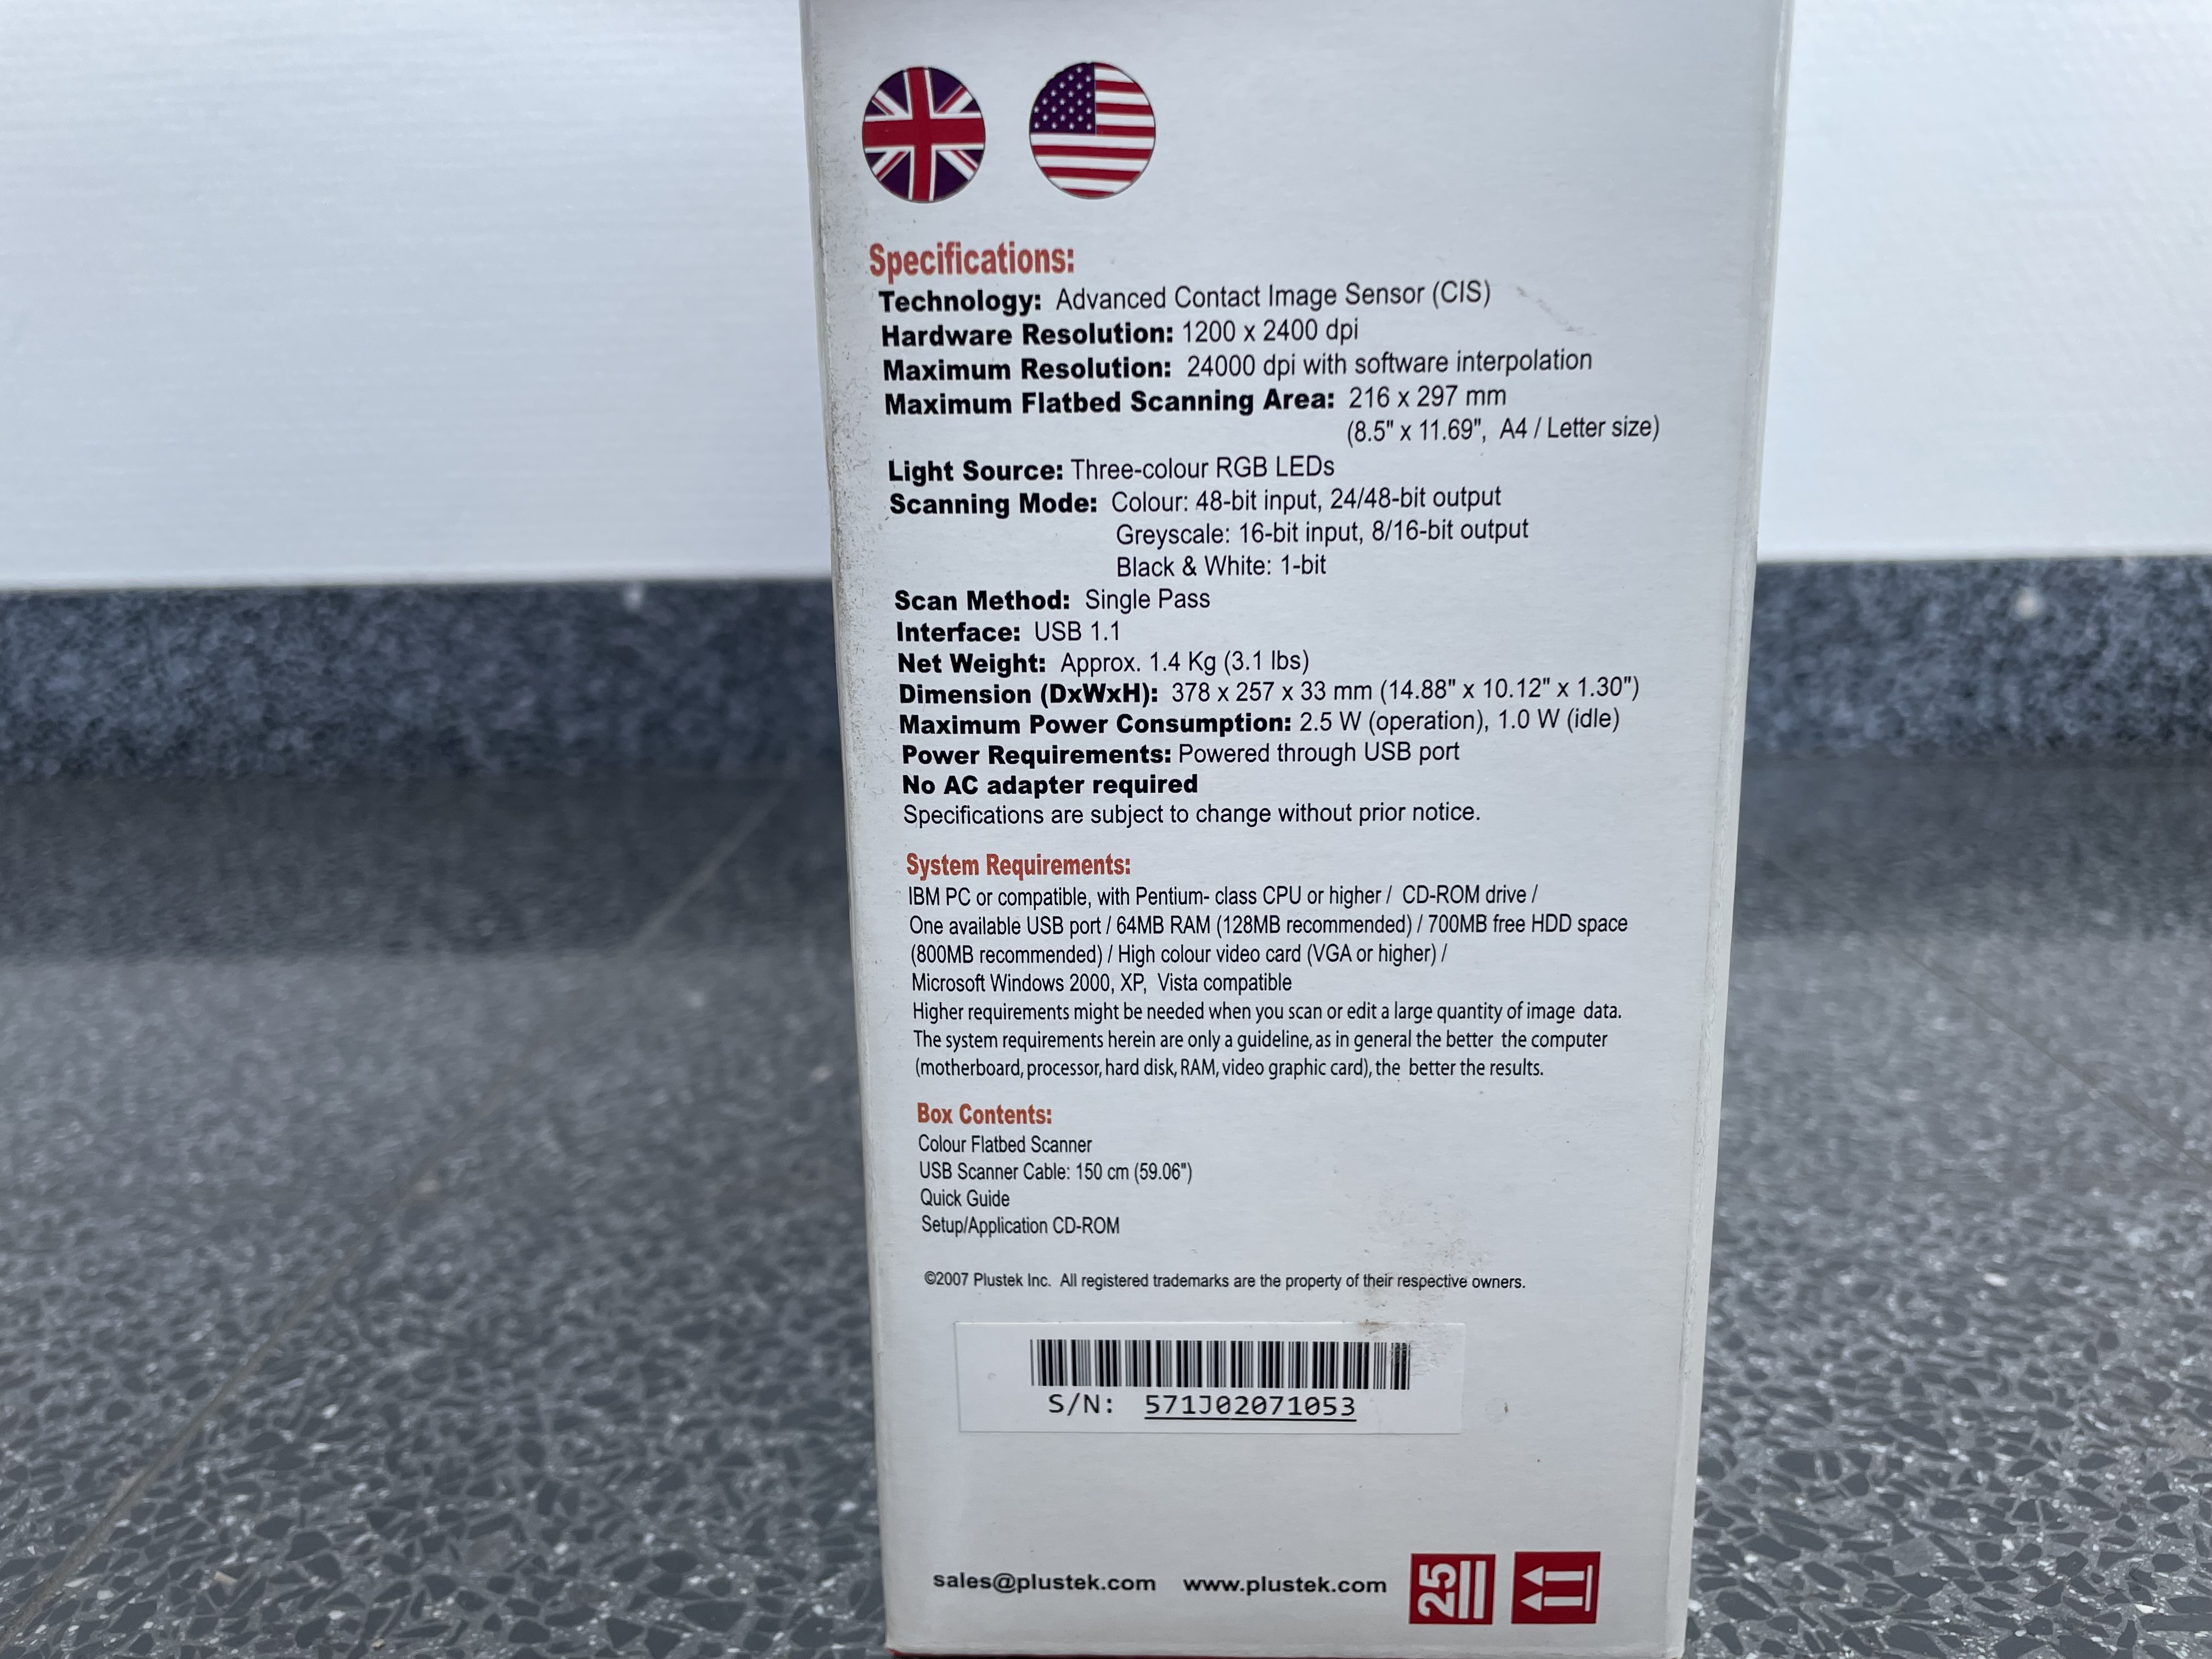 Specifications:
Technology: Advanced Contact Image Sensor (CIS)
Hardware Resolution: 1200 x 2400 dpi
Maximum Resolution: 24000 dpi with software interpolation
Maximum Flatbed Scanning Area: 216 x 297 mm
(8.5" x 11.69", A4 / Letter size)
Light Source: Three-colour RGB LEDs
Scanning Mode: Colour: 48-bit input, 24/48-bit output
Greyscale: 16-bit input, 8/16-bit output
Black & White: 1-bit
Scan Method: Single Pass
Interface: USB 1.1
Net Weight: Approx. 1.4 Kg (3.1 lbs)
Dimension (DxWxH): 378 x 257 x 33 mm (14.88" x 10.12" x 1.30")
Maximum Power Consumption: 2.5 W (operation), 1.0 W (idle)
Power Requirements: Powered through USB port
No AC adapter required
Specifications are subject to change without prior notice.
System Requirements:
IBM PC or compatible, with Pentium- class CPU or higher / CD-ROM drive /
One available USB port / 64MB RAM (128MB recommended) / 700MB free HDD space
(800MB recommended) / High colour video card (VGA or higher) /
Microsoft Windows 2000, XP, Vista compatible
Higher requirements might be needed when you scan or edit a large quantity of image data.
The system requirements herein are only a guideline, as in general the better the computer
(motherboard, processor, hard disk, RAM, video graphic card), the better the results.
Box Contents:
Colour Flatbed Scanner
USB Scanner Cable: 150 cm (59.06")
Quick Guide
Setup/Application CD-ROM
©2007 Plustek Inc. All registered trademarks are the property of their respective owners.
S/N: 571J02071053
sales@plustek.com www.plustek.com
25